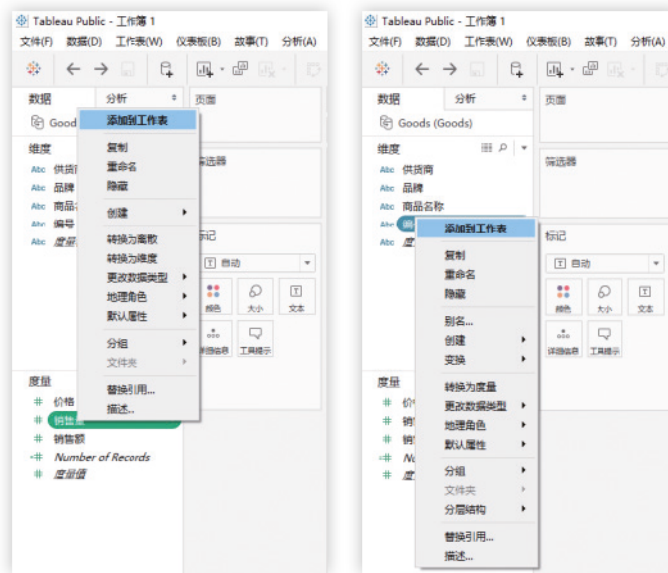 Tableau Public - 工作簿 1
文件(F) 数据(D) 工作表(W) 仪表板(B) 故事(T) 分析(A)
数据 分析 页面
Good
添加到工作表
复制
重命名
隐藏
创建
转换为离散
转换为维度
更改数据类型
地理角色
默认属性
分组
文件夹
替换引用...
描述...
维度
Abc
Abc 品牌
Abc 商品
Abc 编号
Abc 度量
筛选器
标记
自动
颜色 大小 文本
详细信息 工具提示
度量
价格
销售量
销售额
Number of Records
度量值
Tableau Public - 工作簿 1
文件(F) 数据(D) 工作表(W) 仪表板(B) 故事(T) 分析(A)
数据 分析 页面
Goods (Goods)
维度
Abc 供货商
Abc 品牌
Abc 商品名称
Abc
Abc
筛选器
标记
自动
颜色 大小 文本
详细信息 工具提示
添加到工作表
复制
重命名
隐藏
别名...
创建
变换
转换为度量
更改数据类型
地理角色
默认属性
分组
文件夹
分层结构
替换引用...
描述...
度量